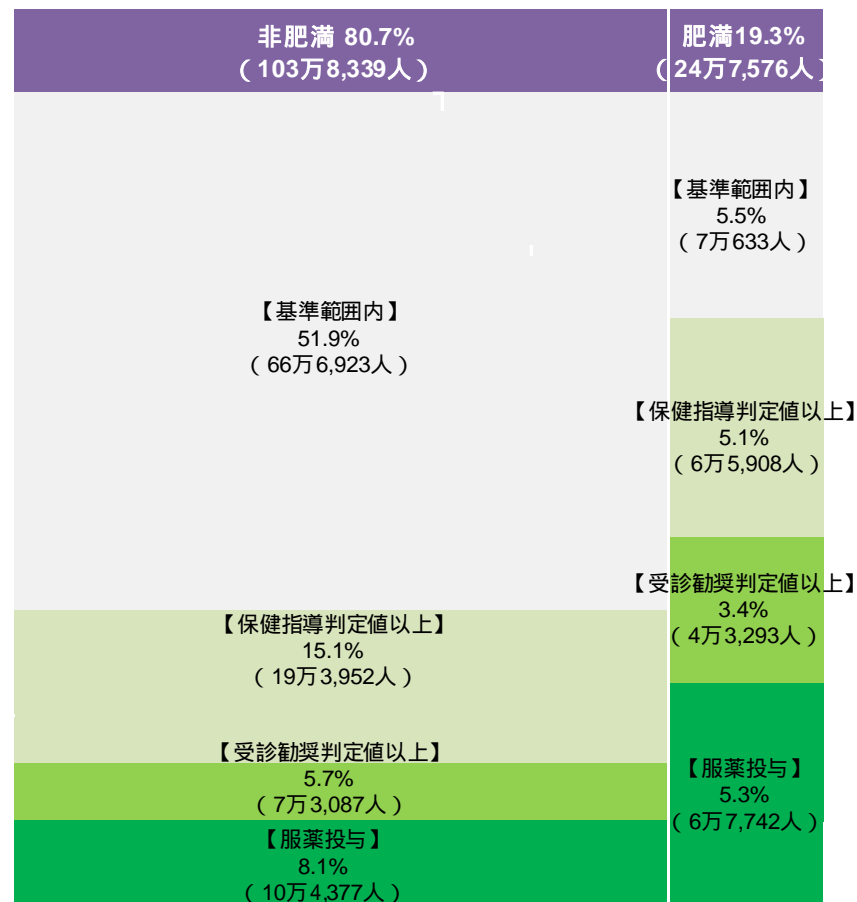 非肥満 80.7%
（103万8,339人）
肥満19.3%
（24万7,576人）
【基準範囲内】
51.9%
（66万6,923人）
【保健指導判定値以上】
15.1%
（19万3,952人）
【受診勧奨判定値以上】
5.7%
（7万3,087人）
【服薬投与】
8.1%
（10万4,377人）
【基準範囲内】
5.5%
（7万633人）
【保健指導判定値以上】
5.1%
（6万5,908人）
【受診勧奨判定値以上】
3.4%
（4万3,293人）
【服薬投与】
5.3%
（6万7,742人）